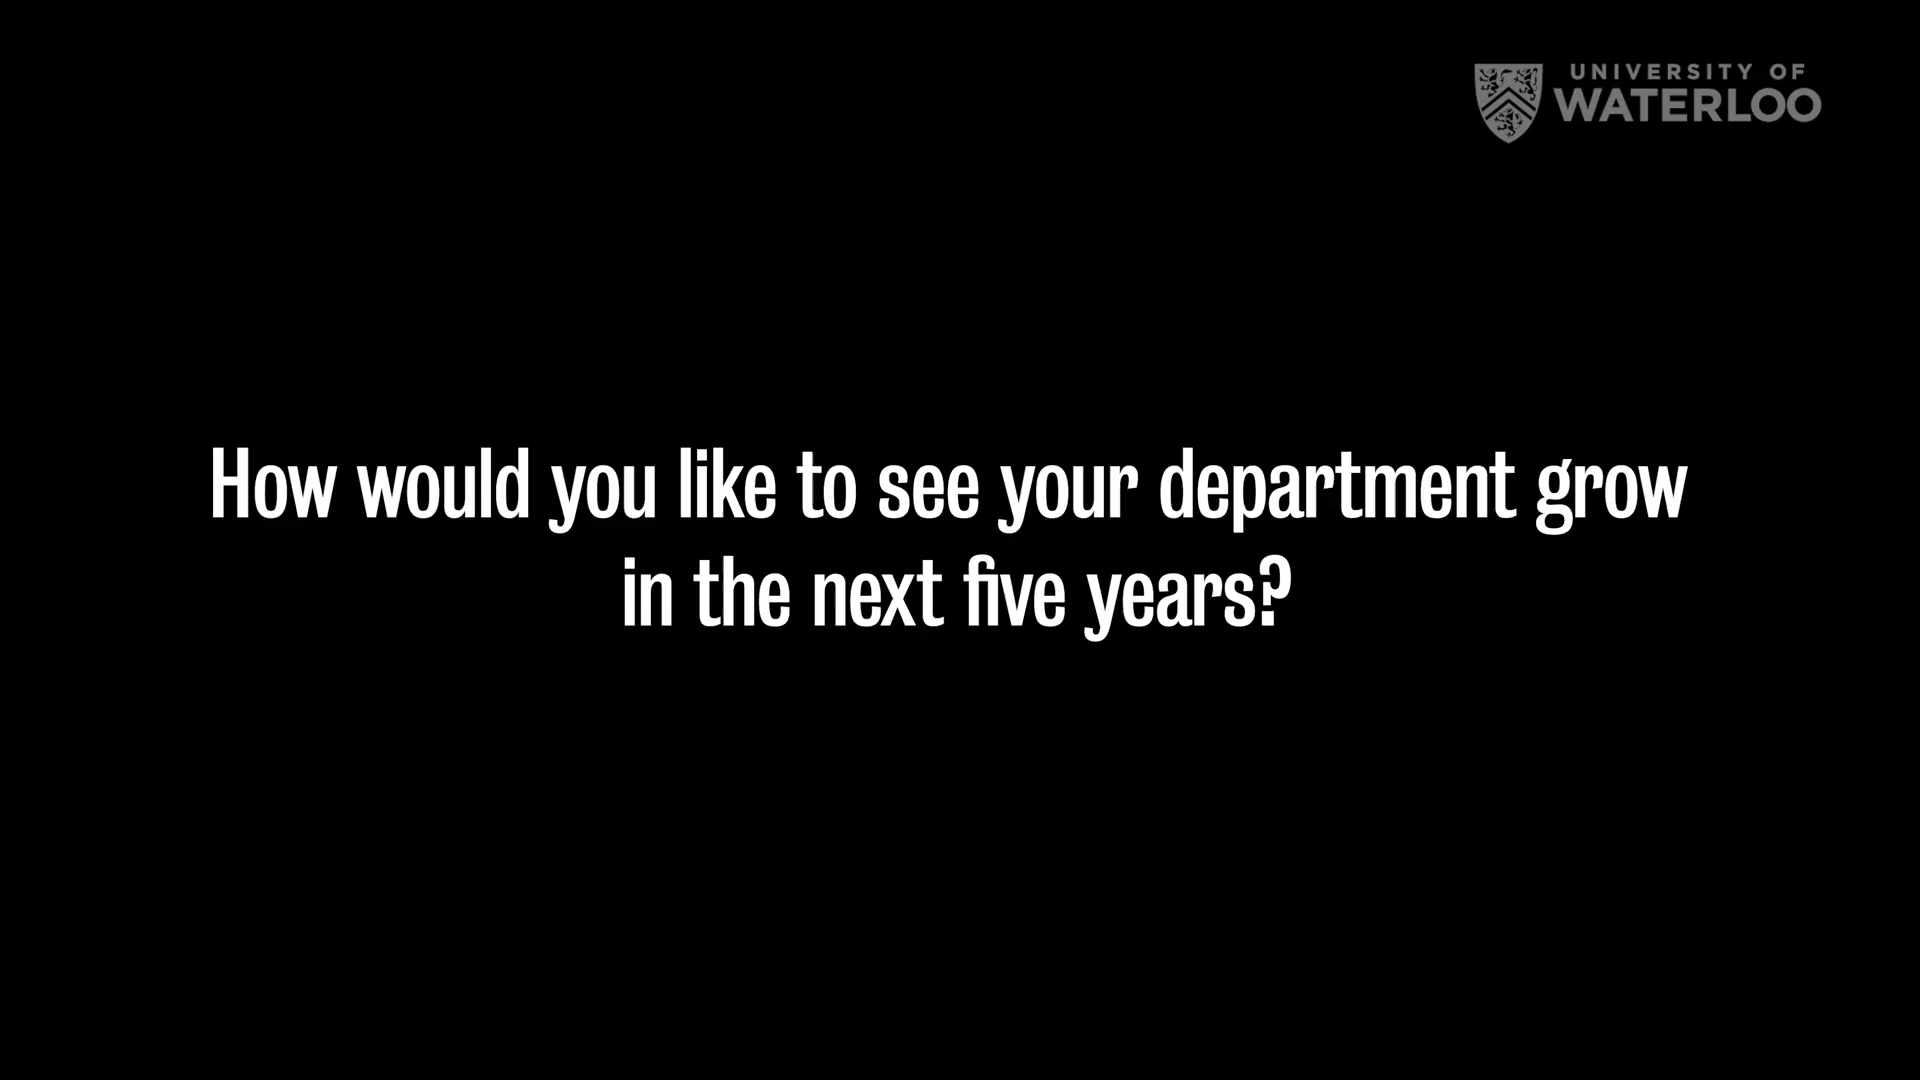 UNIVERSITY OF
WATERLOO
How would you like to see your department grow
in the next five years?